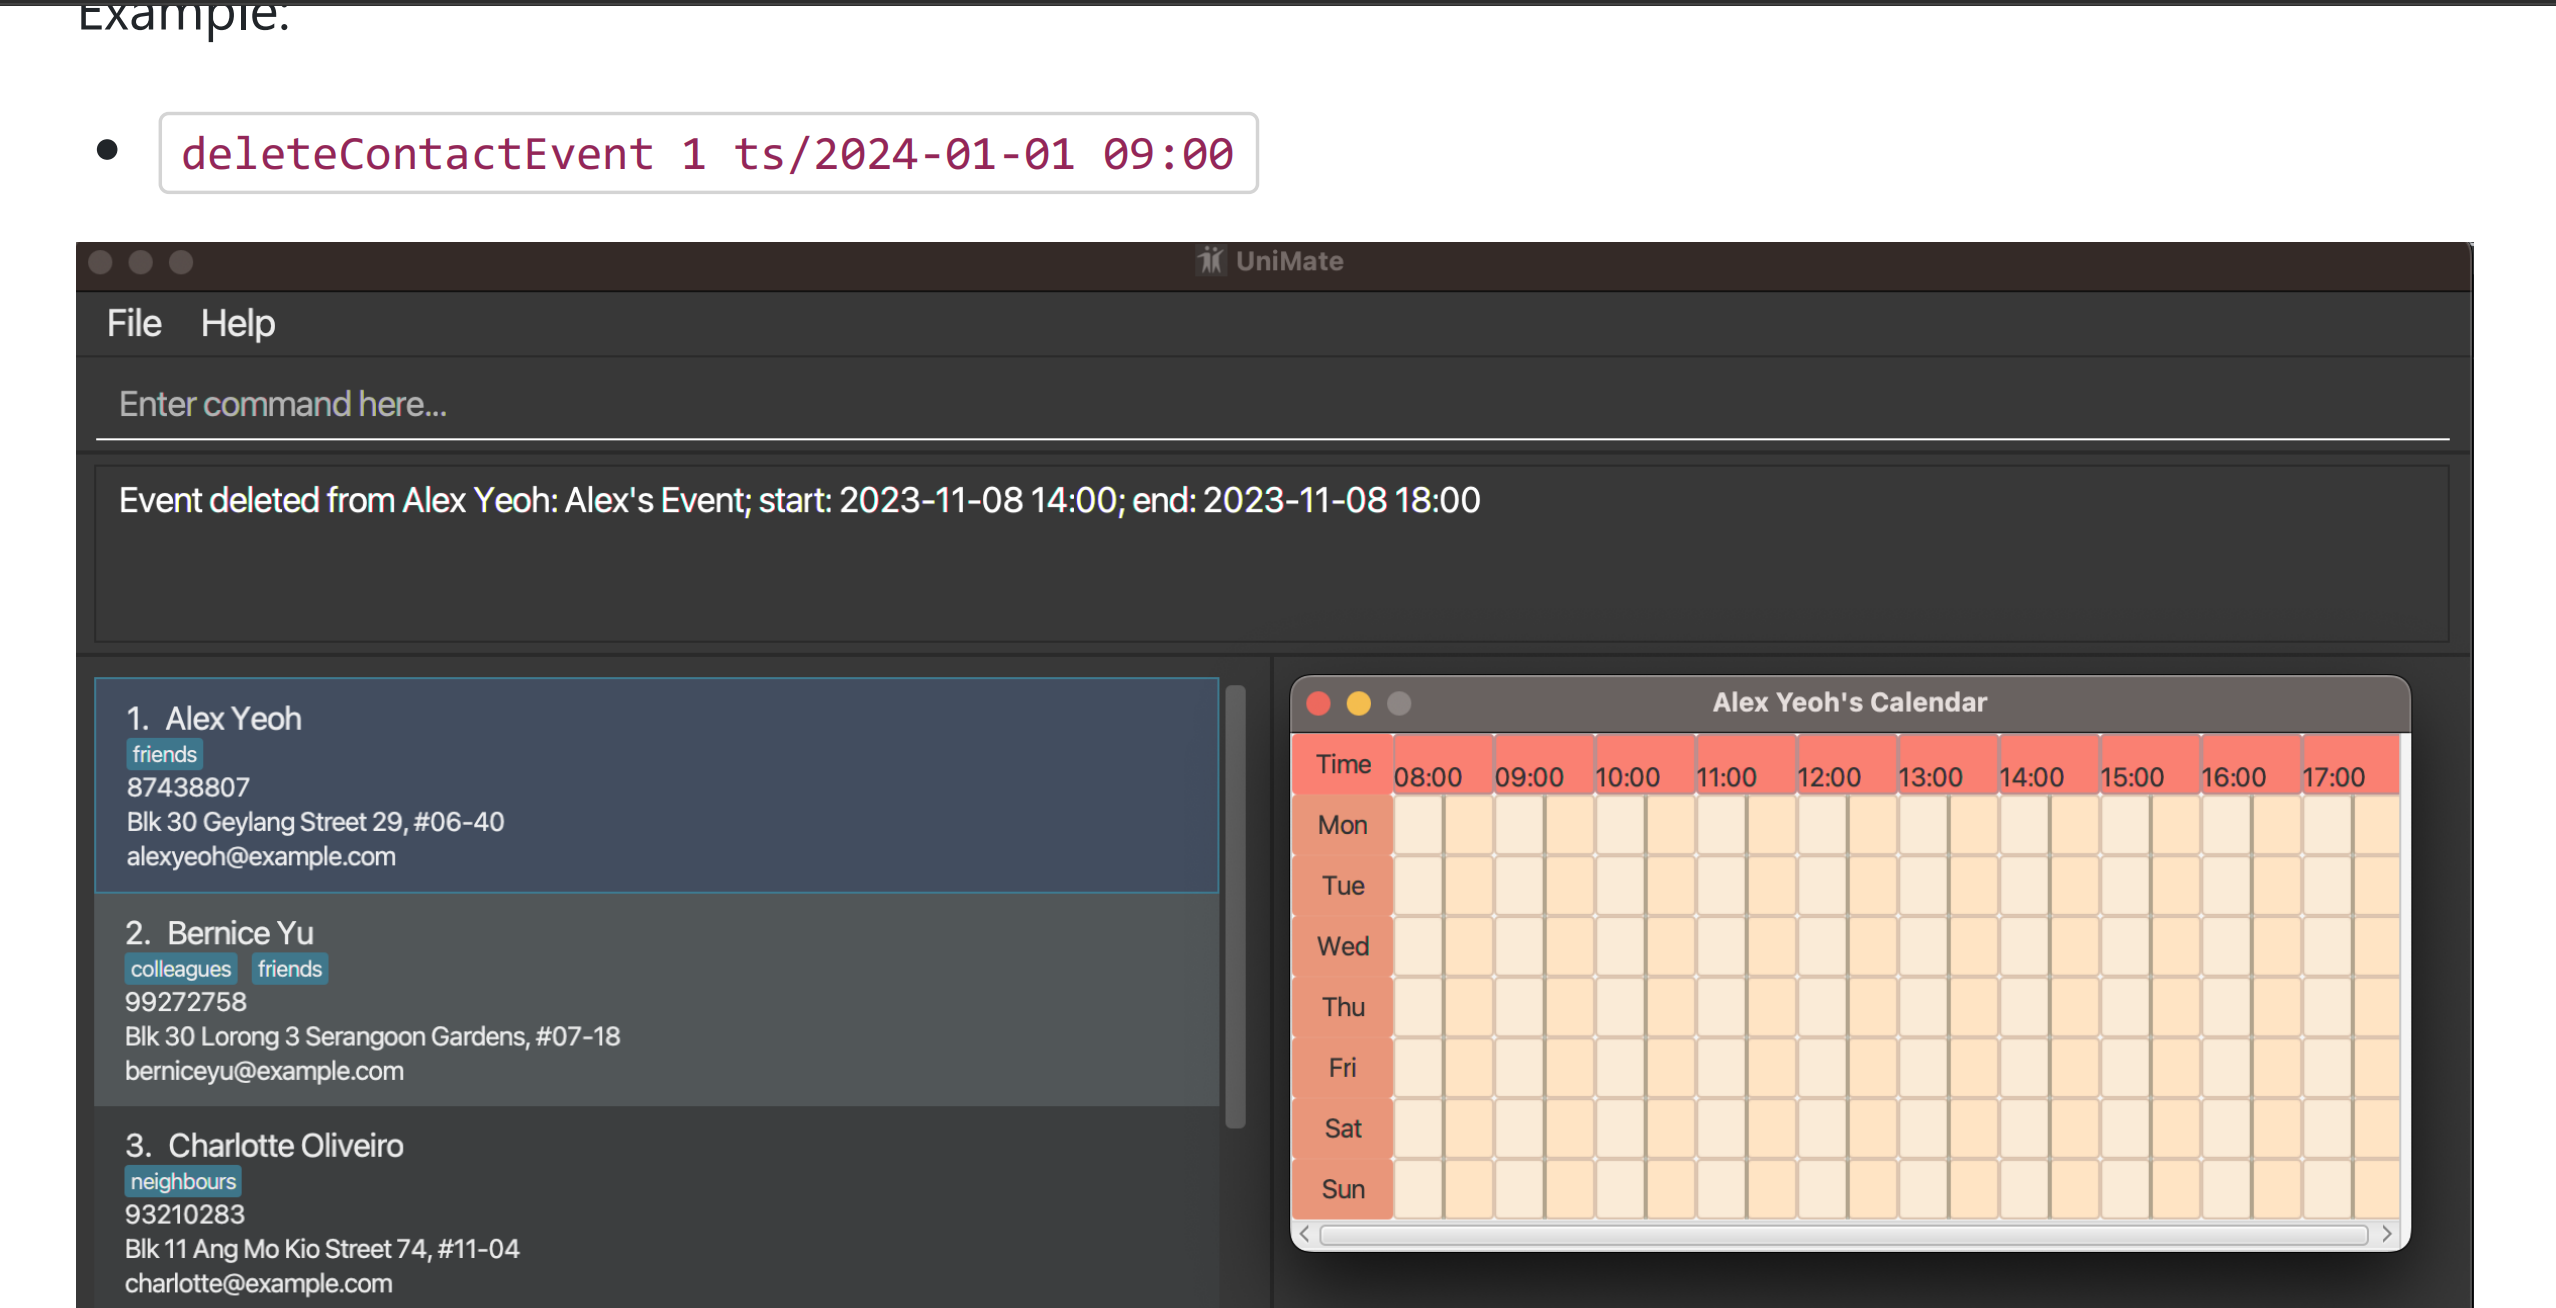 Example:
deleteContactEvent 1 ts/2024-01-01 09:00
UniMate
File Help
Enter command here...
Event deleted from Alex Yeoh: Alex's Event; start: 2023-11-08 14:00; end: 2023-11-08 18:00
1. Alex Yeoh
friends
87438807
Blk 30 Geylang Street 29, #06-40
alexyeoh@example.com
2. Bernice Yu
colleagues friends
99272758
Blk 30 Lorong 3 Serangoon Gardens, #07-18
berniceyu@example.com
3. Charlotte Oliveiro
neighbours
93210283
Blk 11 Ang Mo Kio Street 74, #11-04
charlotte@example.com
Alex Yeoh's Calendar
Time 08:00 09:00 10:00 11:00 12:00 13:00 14:00 15:00 16:00 17:00
Mon
Tue
Wed
Thu
Fri
Sat
Sun